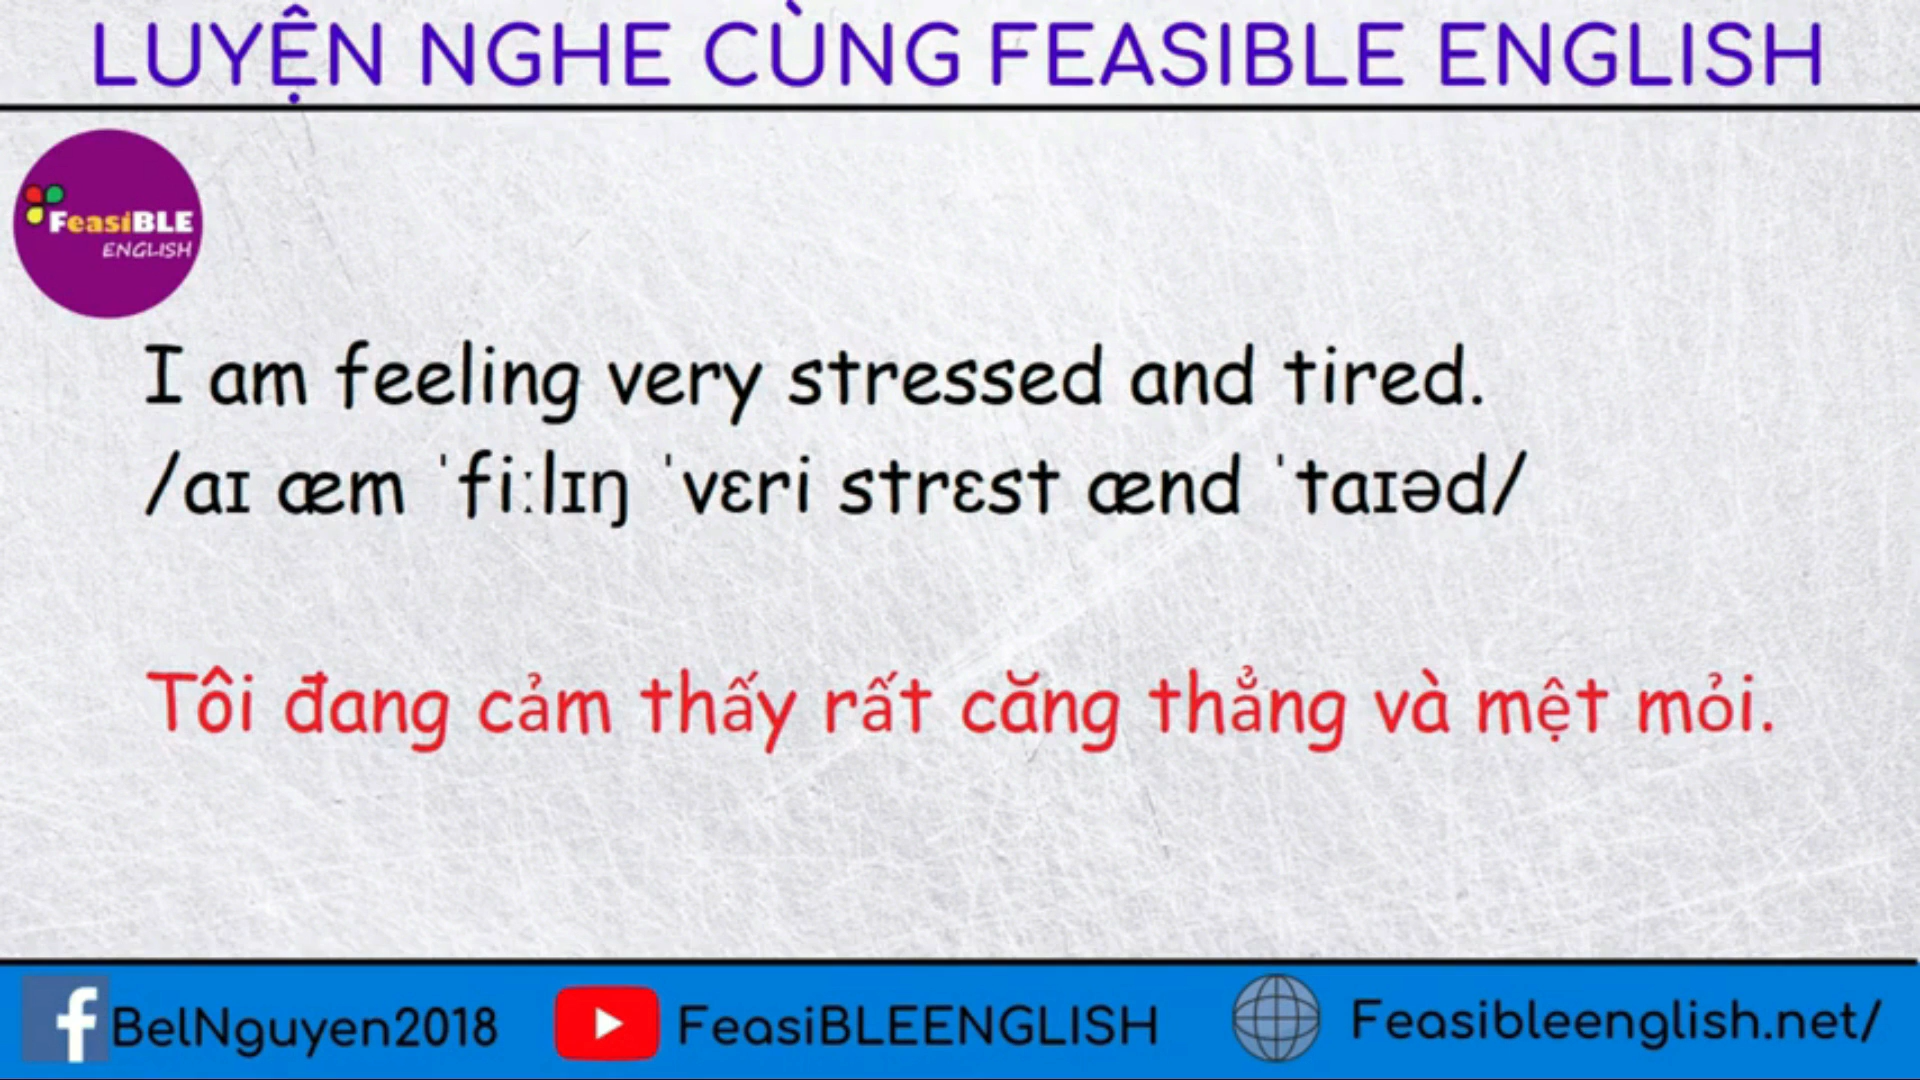 LUYỆN NGHE CÙNG FEASIBLE ENGLISH
FeasiBLE
ENGLISH
I am feeling very stressed and tired.
/aɪ æm ˈfiːlɪŋ ˈvɛri strɛst ænd ˈtaɪəd/
Tôi đang cảm thấy rất căng thẳng và mệt mỏi.
BelNguyen2018
FeasiBLEENGLISH
Feasibleenglish.net/